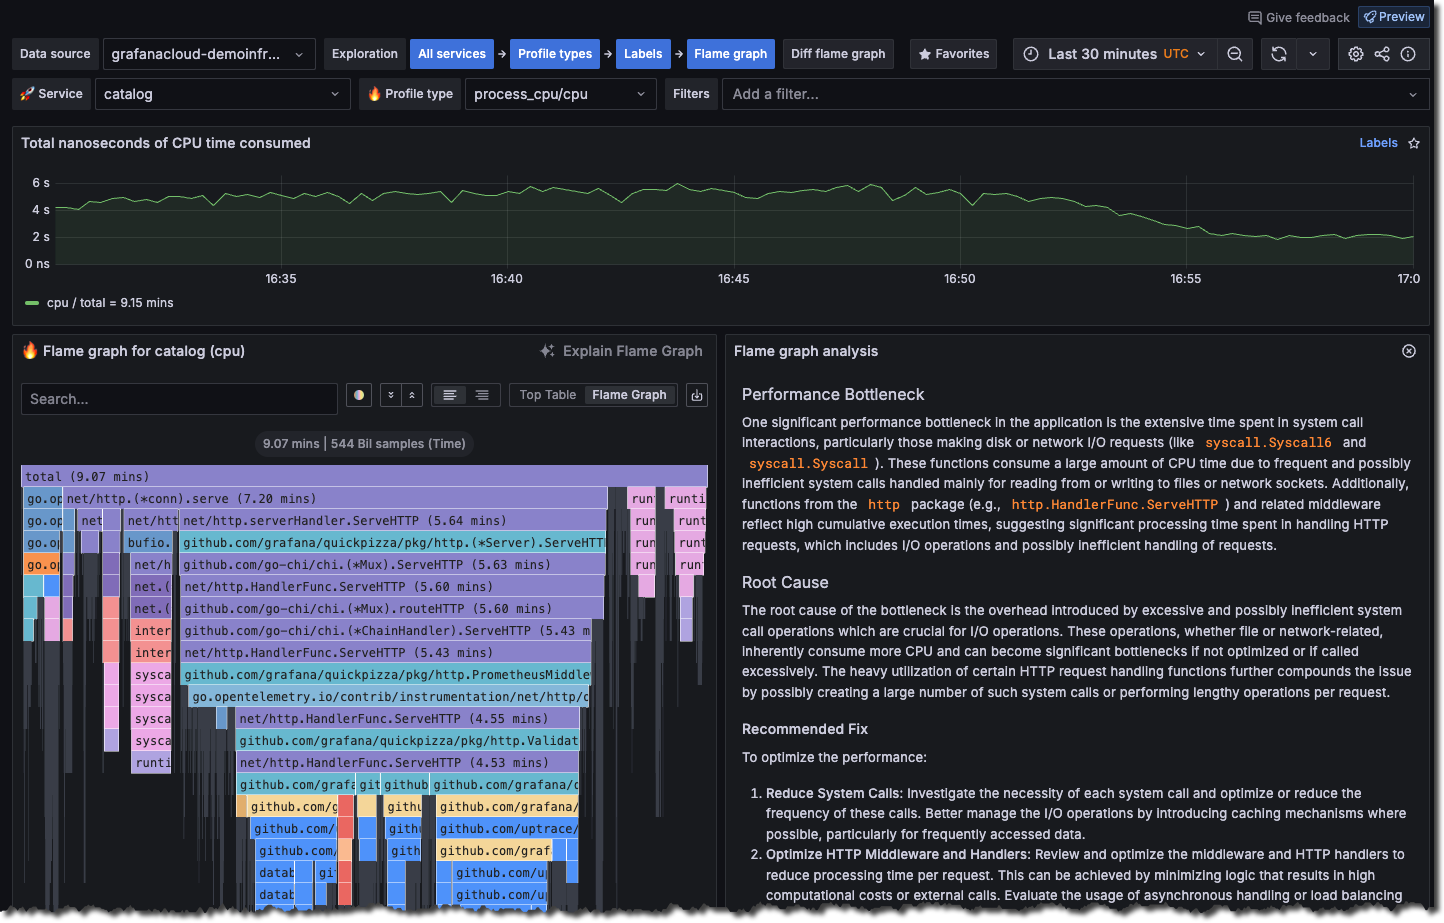 Give feedback Preview
Data source grafanacloud-demoinfr... Exploration All services → Profile types → Labels → Flame graph Diff flame graph Favorites Last 30 minutes UTC
Service catalog Profile type process_cpu/cpu Filters Add a filter...
Total nanoseconds of CPU time consumed Labels
6 s
4 s
2 s
0 ns
16:35 16:40 16:45 16:50 16:55 17:0
cpu / total = 9.15 mins
Flame graph for catalog (cpu) Explain Flame Graph
Search... Top Table Flame Graph
9.07 mins | 544 Bil samples (Time)
total (9.07 mins)
go.op net/http.(*conn).serve (7.20 mins) runt runti
go.op net net/htt net/http.serverHandler.ServeHTTP (5.64 mins) run runt
go.op bufio. github.com/grafana/quickpizza/pkg/http.(*Server).ServeHTT run runt
go.op net/h github.com/go-chi/chi.(*Mux).ServeHTTP (5.63 mins) run run
net.( net/http.HandlerFunc.ServeHTTP (5.60 mins)
net.( github.com/go-chi/chi.(*Mux).routeHTTP (5.60 mins)
inter github.com/go-chi/chi.(*ChainHandler).ServeHTTP (5.43 m
inter net/http.HandlerFunc.ServeHTTP (5.43 mins)
sysca github.com/grafana/quickpizza/pkg/http.PrometheusMiddle
sysca go.opentelemetry.io/contrib/instrumentation/net/http/o
sysca net/http.HandlerFunc.ServeHTTP (4.55 mins)
sysca github.com/grafana/quickpizza/pkg/http.Validat
runti net/http.HandlerFunc.ServeHTTP (4.53 mins)
github.com/grafa git github github.com/grafana/q
github.com/g githu github.com/grafana/
github.com/ gith github.com/uptrace/
github.com/ gith github.com/graf
datab gi github.com/u
datab github.com/u
Flame graph analysis
Performance Bottleneck
One significant performance bottleneck in the application is the extensive time spent in system call
interactions, particularly those making disk or network I/O requests (like syscall.Syscall6 and
syscall.Syscall ). These functions consume a large amount of CPU time due to frequent and possibly
inefficient system calls handled mainly for reading from or writing to files or network sockets. Additionally,
functions from the http package (e.g., http.HandlerFunc.ServeHTTP ) and related middleware
reflect high cumulative execution times, suggesting significant processing time spent in handling HTTP
requests, which includes I/O operations and possibly inefficient handling of requests.
Root Cause
The root cause of the bottleneck is the overhead introduced by excessive and possibly inefficient system
call operations which are crucial for I/O operations. These operations, whether file or network-related,
inherently consume more CPU and can become significant bottlenecks if not optimized or if called
excessively. The heavy utilization of certain HTTP request handling functions further compounds the issue
by possibly creating a large number of such system calls or performing lengthy operations per request.
Recommended Fix
To optimize the performance:
1. Reduce System Calls: Investigate the necessity of each system call and optimize or reduce the
frequency of these calls. Better manage the I/O operations by introducing caching mechanisms where
possible, particularly for frequently accessed data.
2. Optimize HTTP Middleware and Handlers: Review and optimize the middleware and HTTP handlers to
reduce processing time per request. This can be achieved by minimizing logic that results in high
computational costs or external calls. Evaluate the usage of asynchronous handling or load balancing